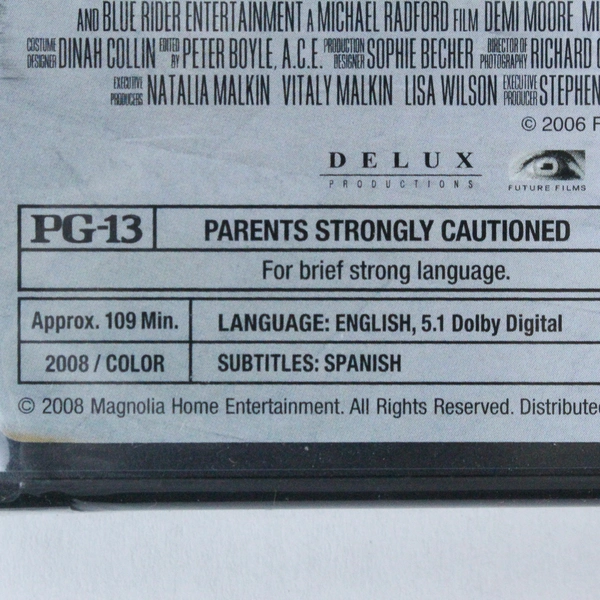 AND BLUE RIDER ENTERTAINMENT A MICHAEL RADFORD FILM DEMI MOORE
COSTUME DESIGNER DINAH COLLIN EDITED BY PETER BOYLE, A.C.E. PRODUCTION DESIGNER SOPHIE BECHER DIRECTOR OF PHOTOGRAPHY RICHARD
EXECUTIVE PRODUCERS NATALIA MALKIN VITALY MALKIN LISA WILSON EXECUTIVE PRODUCER STEPHEN
© 2006 F
DELUX
PRODUCTIONS
FUTURE FILMS
PG-13 PARENTS STRONGLY CAUTIONED
For brief strong language.
Approx. 109 Min. LANGUAGE: ENGLISH, 5.1 Dolby Digital
2008 / COLOR SUBTITLES: SPANISH
© 2008 Magnolia Home Entertainment. All Rights Reserved. Distributed